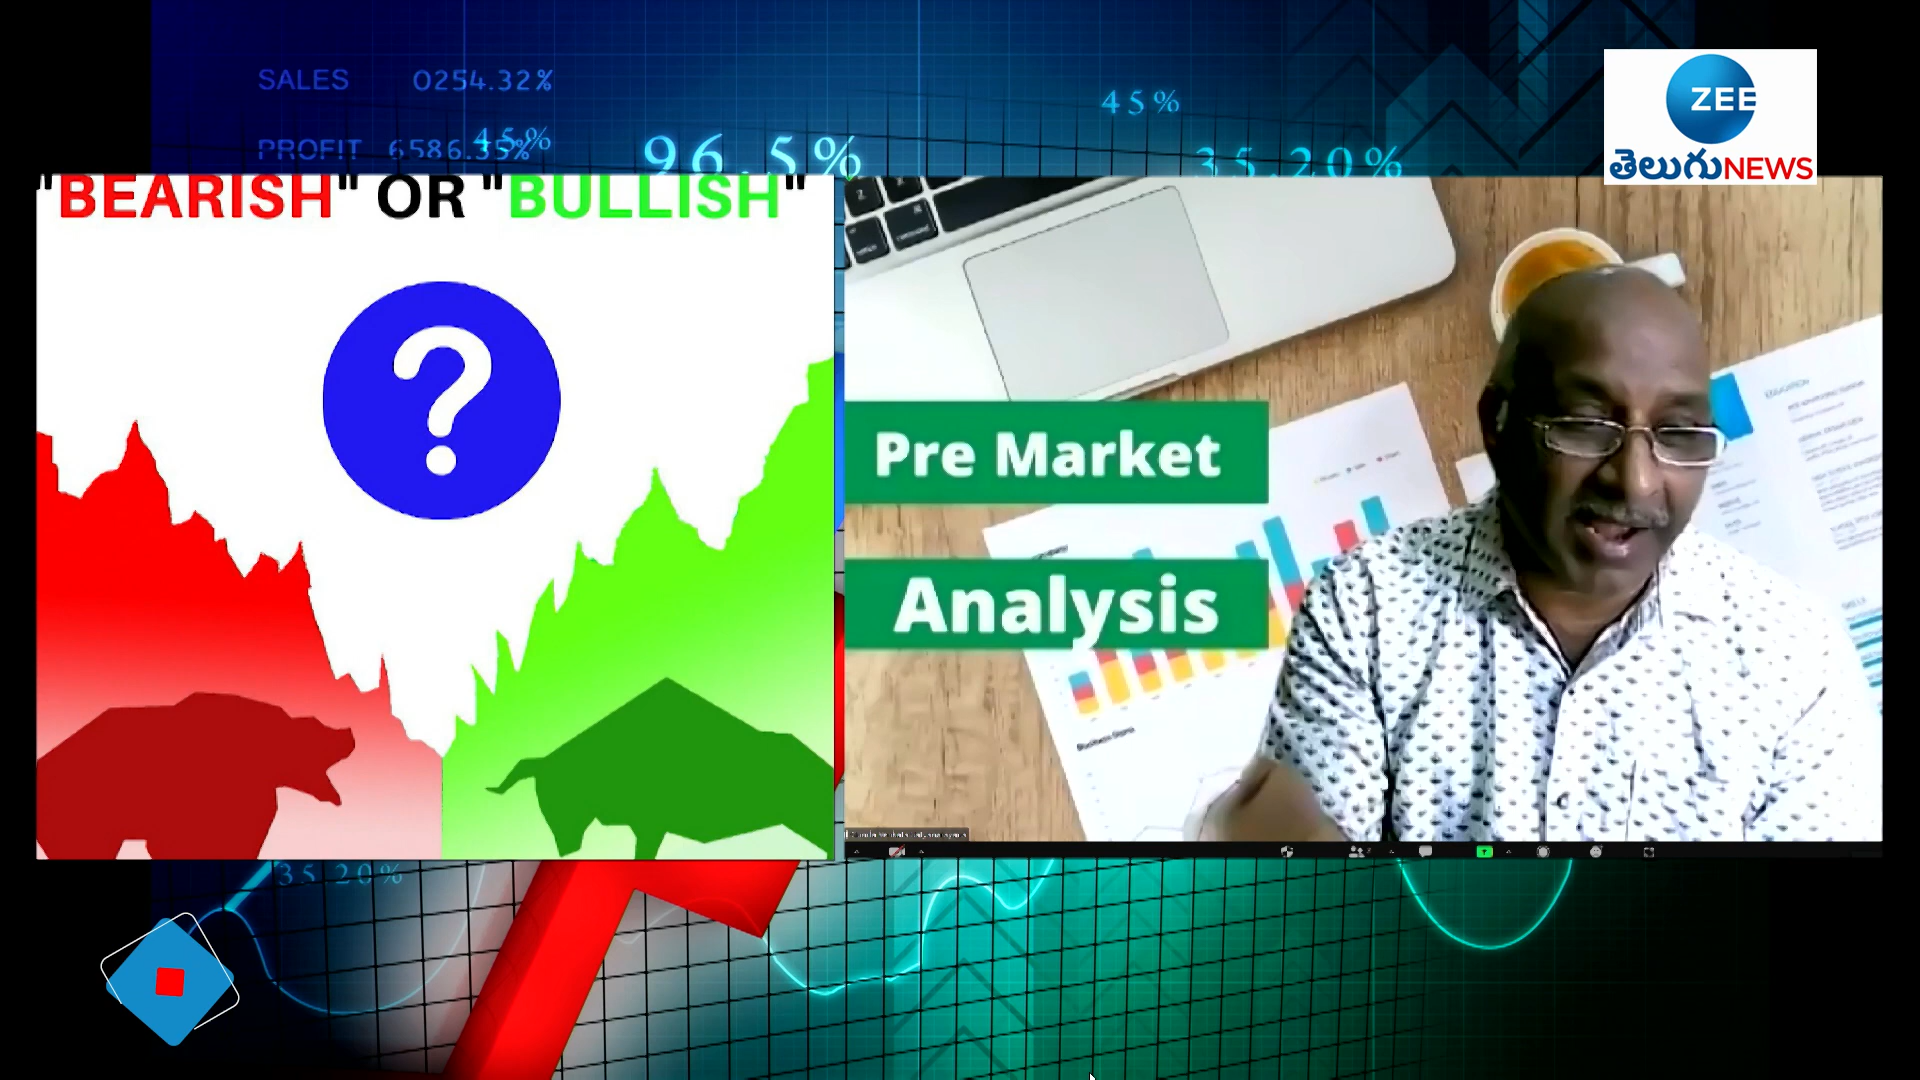 SALES 0254.32%
45%
PROFIT 6586.35%
45%
96.5%
35.20%
ZEE
తెలుగు NEWS
"BEARISH" OR "BULLISH"
?
Pre Market
Analysis
35 20%